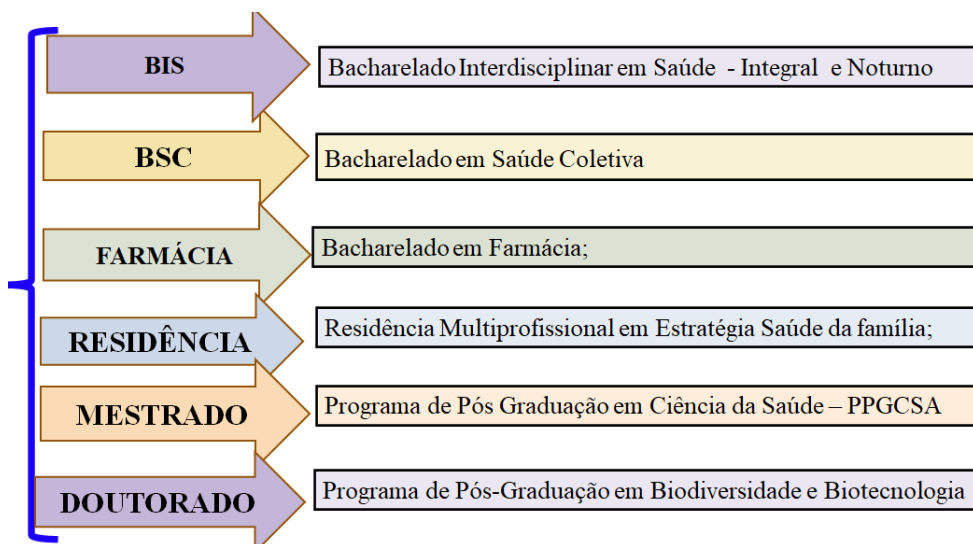 BIS
Bacharelado Interdisciplinar em Saúde - Integral e Noturno
BSC
Bacharelado em Saúde Coletiva
FARMÁCIA
Bacharelado em Farmácia;
RESIDÊNCIA
Residência Multiprofissional em Estratégia Saúde da família;
MESTRADO
Programa de Pós Graduação em Ciência da Saúde – PPGCSA
DOUTORADO
Programa de Pós-Graduação em Biodiversidade e Biotecnologia